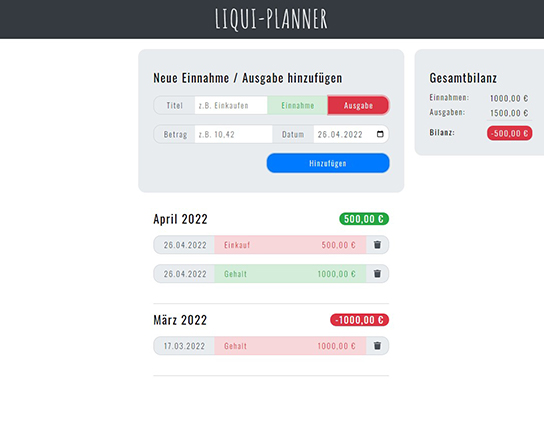 LIQUI-PLANNER
Neue Einnahme / Ausgabe hinzufügen
Titel z.B. Einkaufen Einnahme Ausgabe
Betrag z.B. 10,42 Datum 26.04.2022
Hinzufügen
Gesamtbilanz
Einnahmen: 1000,00 €
Ausgaben: 1500,00 €
Bilanz: -500,00 €
April 2022 500,00 €
26.04.2022 Einkauf 500,00 €
26.04.2022 Gehalt 1000,00 €
März 2022 -1000,00 €
17.03.2022 Gehalt 1000,00 €